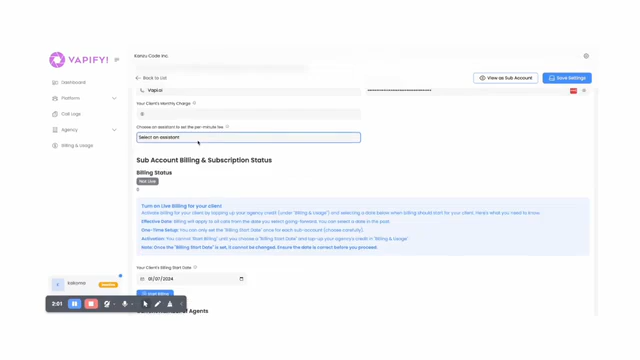 VAPIFY!
Kaizu Code Inc.
Back to List
View as Sub Account
Save Settings
Dashboard
Platform
Call Logs
Agency
Billing & Usage
Vapi.ai
Your Client's Monthly Charge
0
Choose an assistant to set the per-minute fee.
Select an assistant
Sub Account Billing & Subscription Status
Billing Status
Not Live
Turn on Live Billing for your client
Activate billing for your client by topping up your agency credit (under "Billing & Usage") and selecting a date below when billing should start for your client. Here's what you need to know.
Effective Date: Billing will apply to all calls from the date you select going forward. You can select a date in the past.
One-Time Setup: You can only set the Billing Start Date once for each sub-account (choose carefully).
Activation: You cannot "Start Billing" until you choose a "Billing Start Date" and top up your agency's credit in "Billing & Usage".
Note: Once the Billing Start Date is set, it cannot be changed. Ensure the date is correct before you proceed.
Your Client's Billing Start Date
01/07/2024
Start Billing
2:01